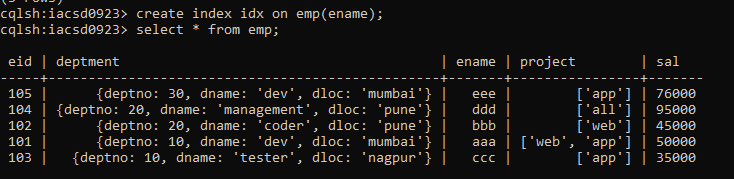 cqlsh:iacsd0923> create index idx on emp(ename);
cqlsh:iacsd0923> select * from emp;
 eid | deptment                                            | ename | project        | sal
-----+-----------------------------------------------------+-------+----------------+-------
 105 |         {deptno: 30, dname: 'dev', dloc: 'mumbai'} |   eee |        ['app'] | 76000
 104 | {deptno: 20, dname: 'management', dloc: 'pune'} |   ddd |        ['all'] | 95000
 102 |         {deptno: 20, dname: 'coder', dloc: 'pune'} |   bbb |        ['web'] | 45000
 101 |         {deptno: 10, dname: 'dev', dloc: 'mumbai'} |   aaa | ['web', 'app'] | 50000
 103 |   {deptno: 10, dname: 'tester', dloc: 'nagpur'} |   ccc |        ['app'] | 35000